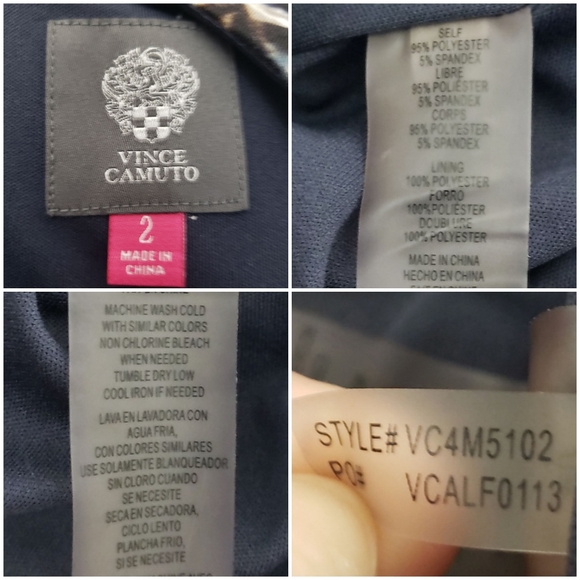 VINCE
CAMUTO
2
MADE IN
CHINA
SELF
95% POLYESTER
5% SPANDEX
LIBRE
95% POLIESTER
5% SPANDEX
CORPS
95% POLYESTER
5% SPANDEX
LINING
100% POLYESTER
FORRO
100%POLIESTER
DOUBLURE
100% POLYESTER
MADE IN CHINA
HECHO EN CHINA
MACHINE WASH COLD
WITH SIMILAR COLORS
NON CHLORINE BLEACH
WHEN NEEDED
TUMBLE DRY LOW
COOL IRON IF NEEDED
LAVA EN LAVADORA CON
AGUA FRIA,
CON COLORES SIMILARES
USE SOLAMENTE BLANQUEADOR
SIN CLORO CUANDO
SE NECESITE
SECA EN SECADORA,
CICLO LENTO
PLANCHA FRIO,
SI SE NECESITE
STYLE# VC4M5102
PO# VCALF0113